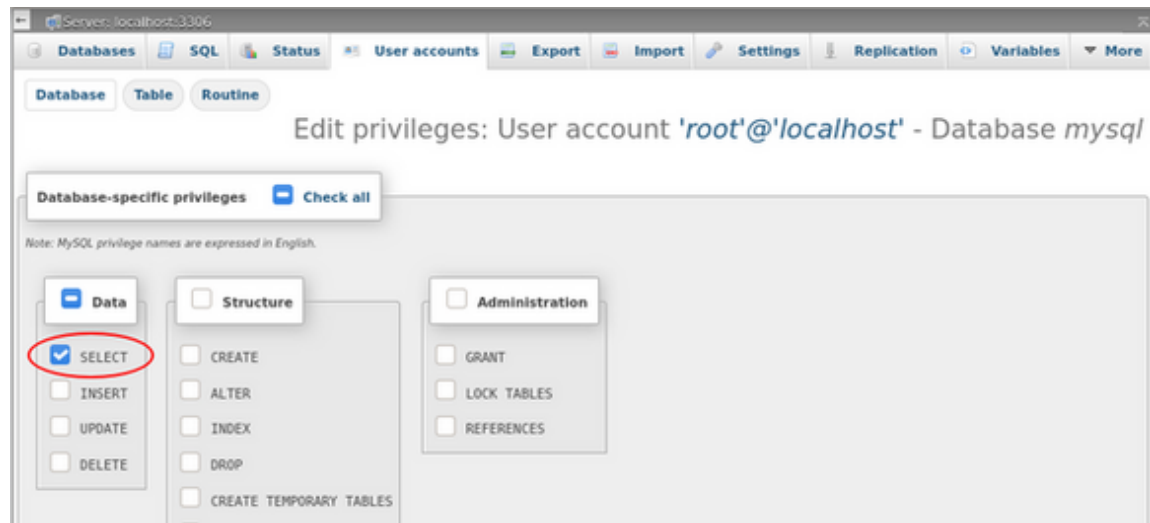 Server: localhost:3306
Databases SQL Status User accounts Export Import Settings Replication Variables More
Database Table Routine
Edit privileges: User account 'root'@'localhost' - Database mysql
Database-specific privileges Check all
Note: MySQL privilege names are expressed in English.
Data Structure Administration
SELECT CREATE GRANT
INSERT ALTER LOCK TABLES
UPDATE INDEX REFERENCES
DELETE DROP
CREATE TEMPORARY TABLES